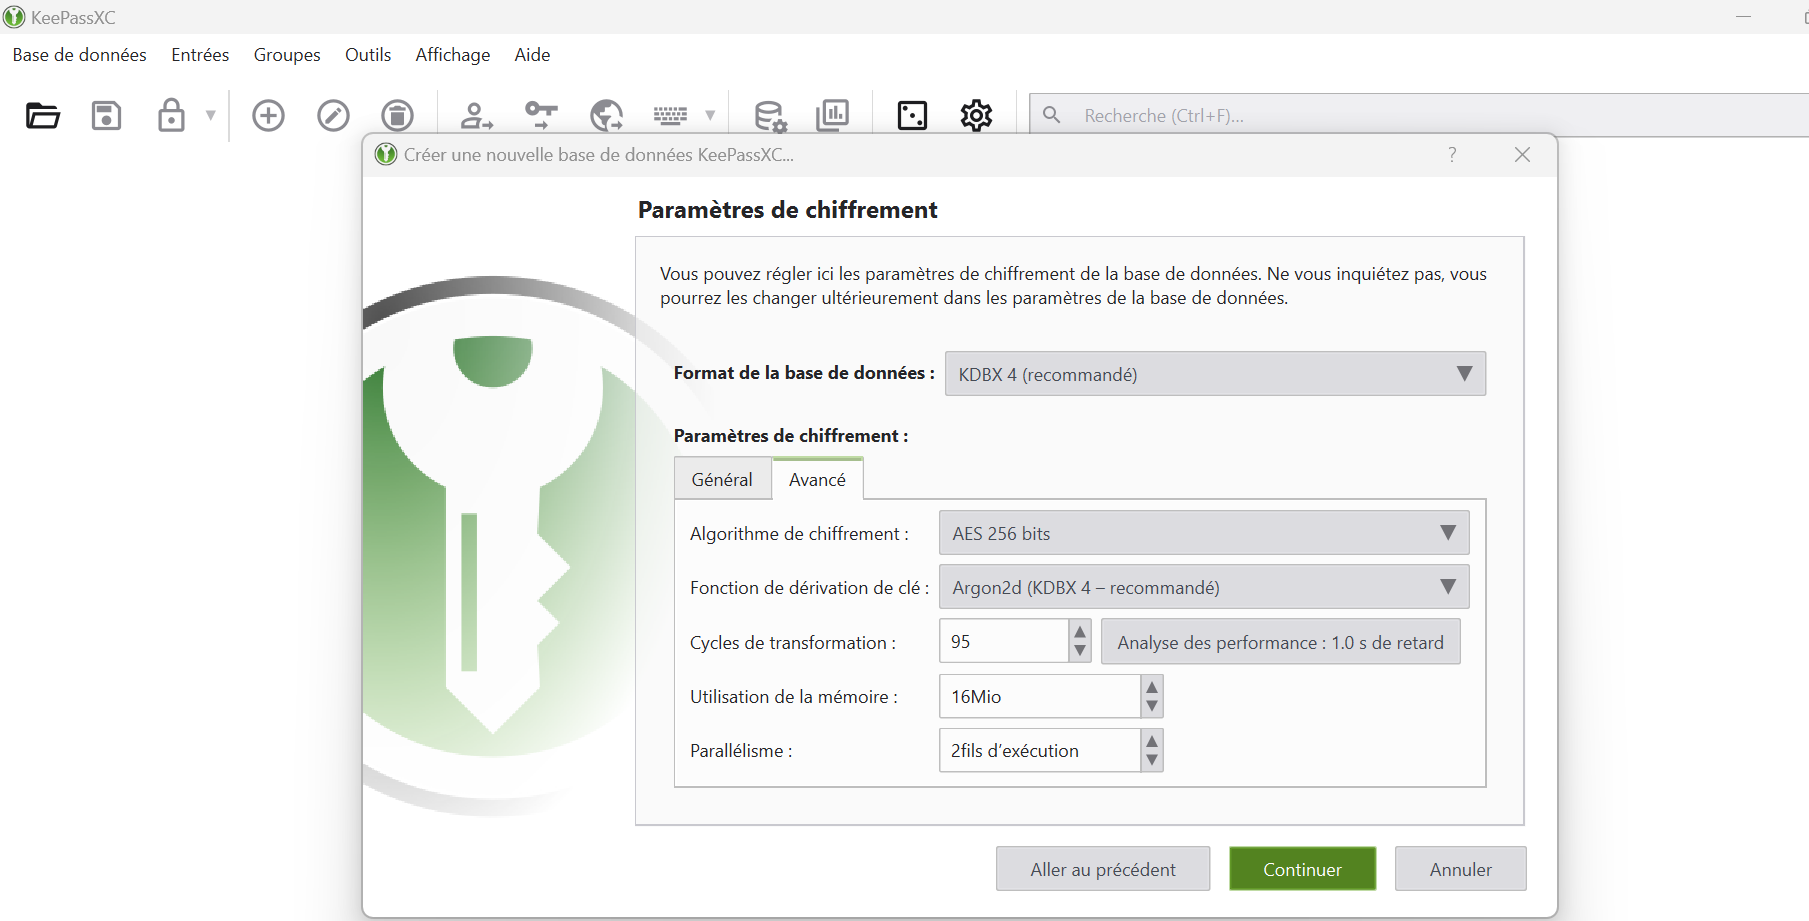 KeePassXC
Base de données Entrées Groupes Outils Affichage Aide
Recherche (Ctrl+F)...
Créer une nouvelle base de données KeePassXC...
?
Paramètres de chiffrement
Vous pouvez régler ici les paramètres de chiffrement de la base de données. Ne vous inquiétez pas, vous
pourrez les changer ultérieurement dans les paramètres de la base de données.
Format de la base de données : KDBX 4 (recommandé)
Paramètres de chiffrement :
Général Avancé
Algorithme de chiffrement : AES 256 bits
Fonction de dérivation de clé : Argon2d (KDBX 4 – recommandé)
Cycles de transformation : 95 Analyse des performance : 1.0 s de retard
Utilisation de la mémoire : 16Mio
Parallélisme : 2fils d’exécution
Aller au précédent Continuer Annuler